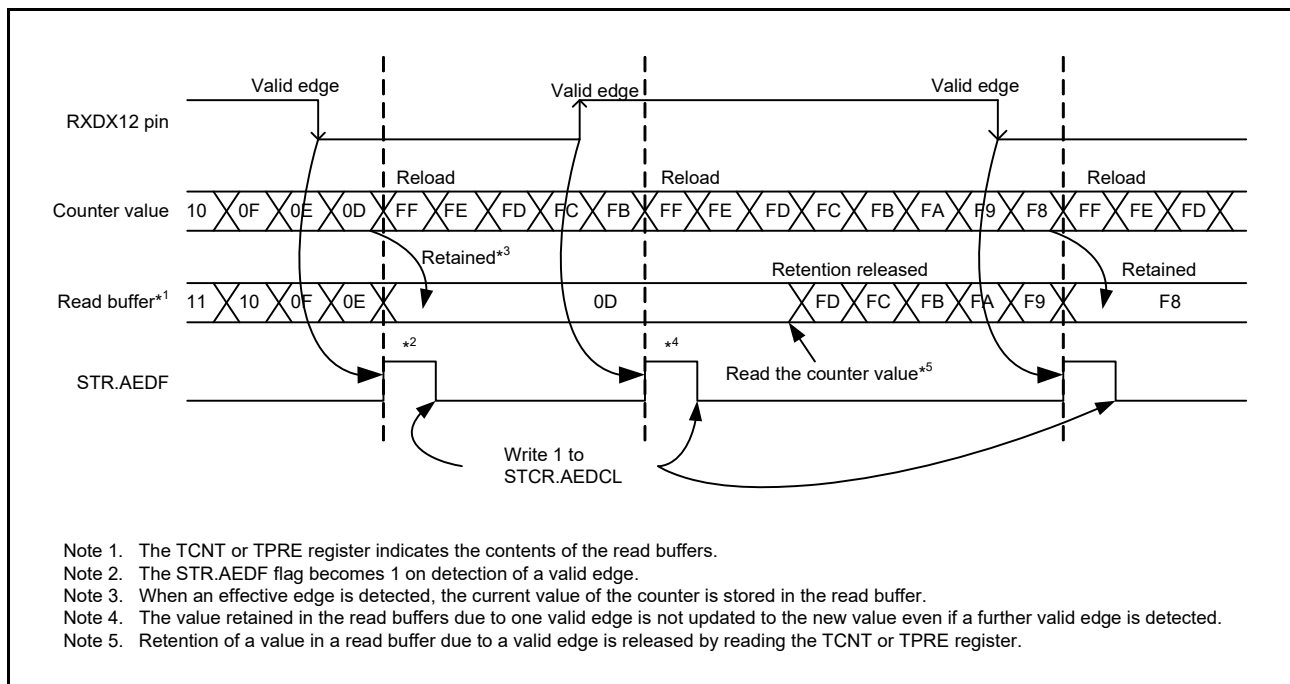 Valid edge Valid edge Valid edge
RXDX12 pin
Reload Reload Reload
Counter value 10 0F 0E 0D FF FE FD FC FB FF FE FD FC FB FA F9 F8 FF FE FD
Retained*3 Retention released Retained
Read buffer*1 11 10 0F 0E 0D FD FC FB FA F9 F8
*2 *4
Read the counter value*5
STR.AEDF
Write 1 to
STCR.AEDCL
Note 1. The TCNT or TPRE register indicates the contents of the read buffers.
Note 2. The STR.AEDF flag becomes 1 on detection of a valid edge.
Note 3. When an effective edge is detected, the current value of the counter is stored in the read buffer.
Note 4. The value retained in the read buffers due to one valid edge is not updated to the new value even if a further valid edge is detected.
Note 5. Retention of a value in a read buffer due to a valid edge is released by reading the TCNT or TPRE register.